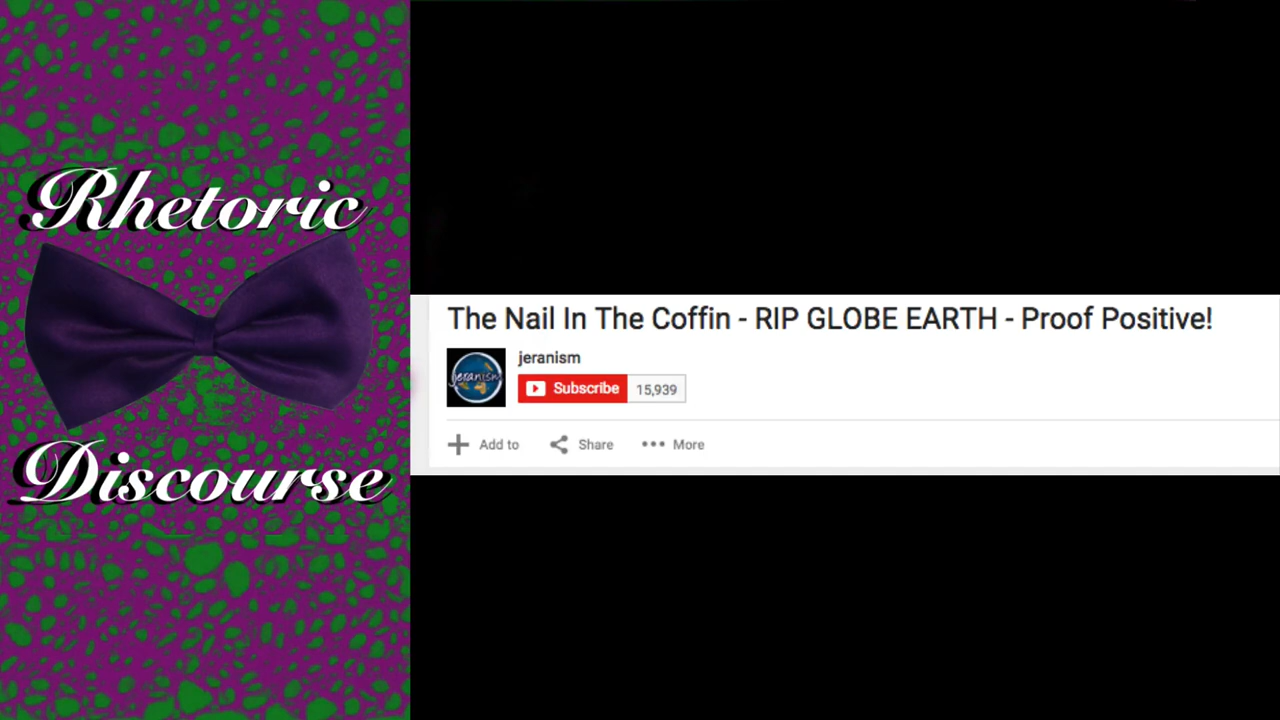 Rhetoric
Discourse
The Nail In The Coffin - RIP GLOBE EARTH - Proof Positive!
jeranism
jeranism
Subscribe 15,939
Add to Share More